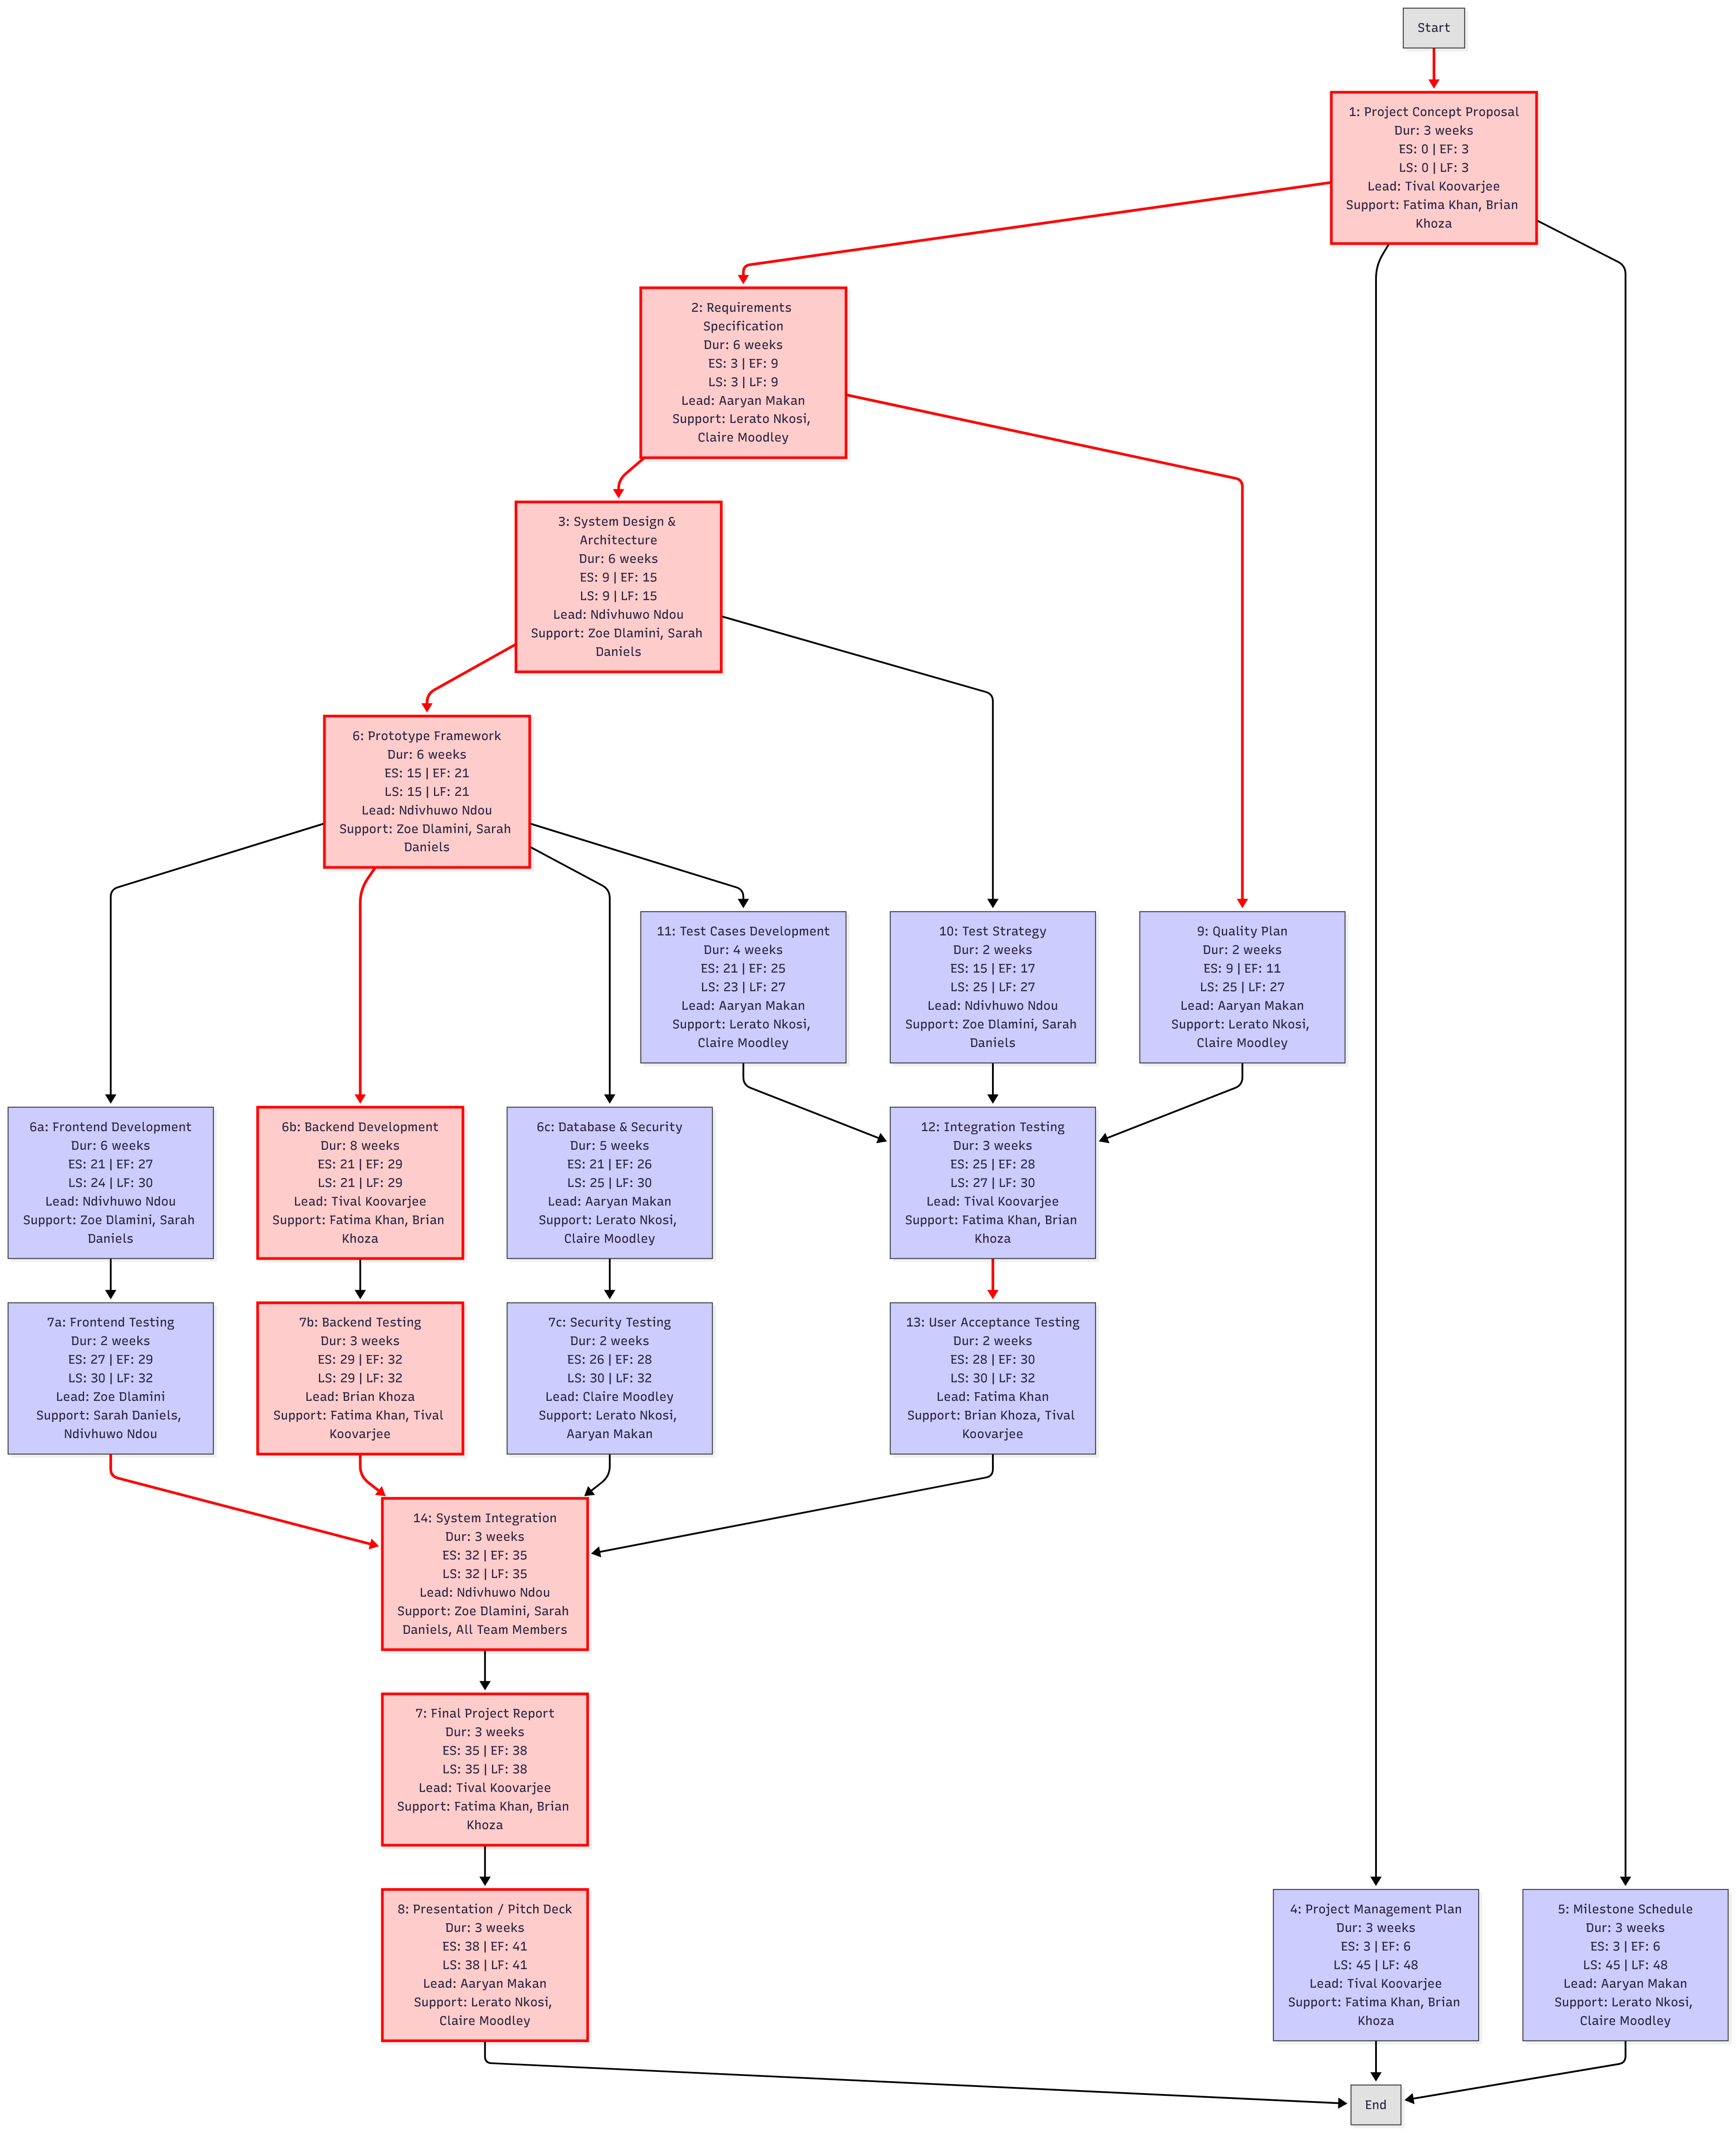 Start
1: Project Concept Proposal
Dur: 3 weeks
ES: 0 | EF: 3
LS: 0 | LF: 3
Lead: Tival Koovarjee
Support: Fatima Khan, Brian
Khoza
2: Requirements
Specification
Dur: 6 weeks
ES: 3 | EF: 9
LS: 3 | LF: 9
Lead: Aaryan Makan
Support: Lerato Nkosi,
Claire Moodley
3: System Design &
Architecture
Dur: 6 weeks
ES: 9 | EF: 15
LS: 9 | LF: 15
Lead: Ndivhuwo Ndou
Support: Zoe Dlamini, Sarah
Daniels
6: Prototype Framework
Dur: 6 weeks
ES: 15 | EF: 21
LS: 15 | LF: 21
Lead: Ndivhuwo Ndou
Support: Zoe Dlamini, Sarah
Daniels
11: Test Cases Development
Dur: 4 weeks
ES: 21 | EF: 25
LS: 23 | LF: 27
Lead: Aaryan Makan
Support: Lerato Nkosi,
Claire Moodley
10: Test Strategy
Dur: 2 weeks
ES: 15 | EF: 17
LS: 25 | LF: 27
Lead: Ndivhuwo Ndou
Support: Zoe Dlamini, Sarah
Daniels
9: Quality Plan
Dur: 2 weeks
ES: 9 | EF: 11
LS: 25 | LF: 27
Lead: Aaryan Makan
Support: Lerato Nkosi,
Claire Moodley
6a: Frontend Development
Dur: 6 weeks
ES: 21 | EF: 27
LS: 24 | LF: 30
Lead: Ndivhuwo Ndou
Support: Zoe Dlamini, Sarah
Daniels
6b: Backend Development
Dur: 8 weeks
ES: 21 | EF: 29
LS: 21 | LF: 29
Lead: Tival Koovarjee
Support: Fatima Khan, Brian
Khoza
6c: Database & Security
Dur: 5 weeks
ES: 21 | EF: 26
LS: 25 | LF: 30
Lead: Aaryan Makan
Support: Lerato Nkosi,
Claire Moodley
12: Integration Testing
Dur: 3 weeks
ES: 25 | EF: 28
LS: 27 | LF: 30
Lead: Tival Koovarjee
Support: Fatima Khan, Brian
Khoza
7a: Frontend Testing
Dur: 2 weeks
ES: 27 | EF: 29
LS: 30 | LF: 32
Lead: Zoe Dlamini
Support: Sarah Daniels,
Ndivhuwo Ndou
7b: Backend Testing
Dur: 3 weeks
ES: 29 | EF: 32
LS: 29 | LF: 32
Lead: Brian Khoza
Support: Fatima Khan, Tival
Koovarjee
7c: Security Testing
Dur: 2 weeks
ES: 26 | EF: 28
LS: 30 | LF: 32
Lead: Claire Moodley
Support: Lerato Nkosi,
Aaryan Makan
13: User Acceptance Testing
Dur: 2 weeks
ES: 28 | EF: 30
LS: 30 | LF: 32
Lead: Fatima Khan
Support: Brian Khoza, Tival
Koovarjee
14: System Integration
Dur: 3 weeks
ES: 32 | EF: 35
LS: 32 | LF: 35
Lead: Ndivhuwo Ndou
Support: Zoe Dlamini, Sarah
Daniels, All Team Members
7: Final Project Report
Dur: 3 weeks
ES: 35 | EF: 38
LS: 35 | LF: 38
Lead: Tival Koovarjee
Support: Fatima Khan, Brian
Khoza
8: Presentation / Pitch Deck
Dur: 3 weeks
ES: 38 | EF: 41
LS: 38 | LF: 41
Lead: Aaryan Makan
Support: Lerato Nkosi,
Claire Moodley
4: Project Management Plan
Dur: 3 weeks
ES: 3 | EF: 6
LS: 45 | LF: 48
Lead: Tival Koovarjee
Support: Fatima Khan, Brian
Khoza
5: Milestone Schedule
Dur: 3 weeks
ES: 3 | EF: 6
LS: 45 | LF: 48
Lead: Aaryan Makan
Support: Lerato Nkosi,
Claire Moodley
End